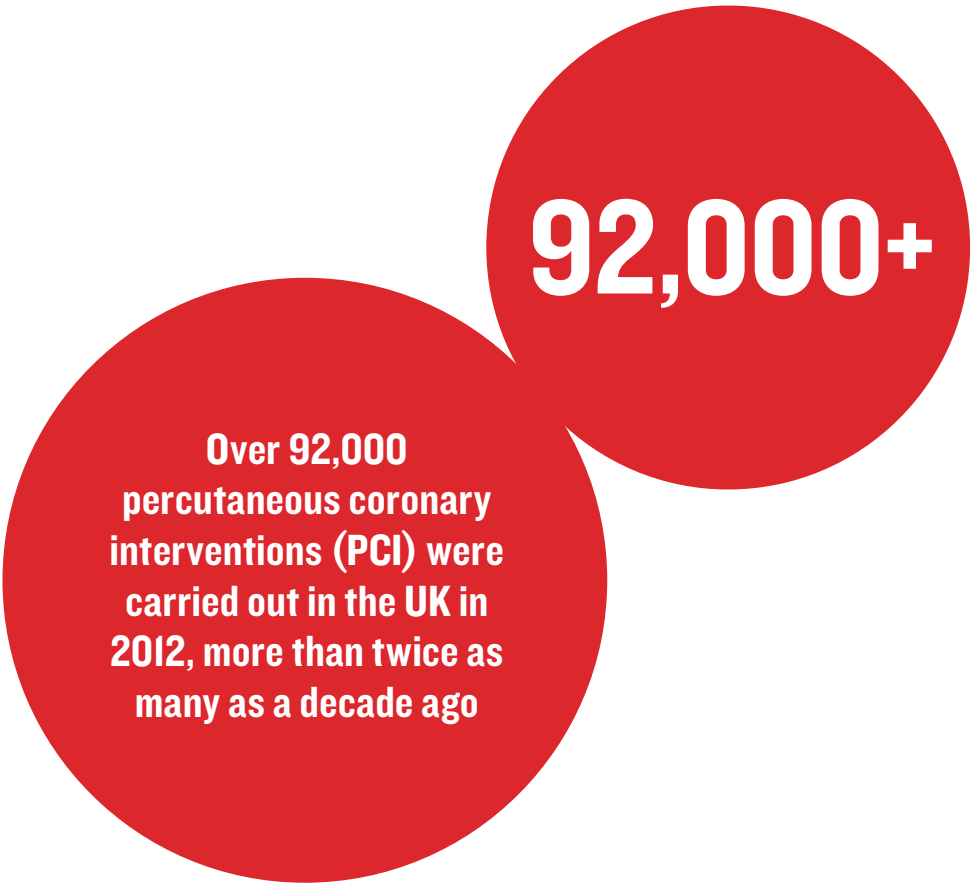 92,000+
Over 92,000
percutaneous coronary
interventions (PCI) were
carried out in the UK in
2012, more than twice as
many as a decade ago